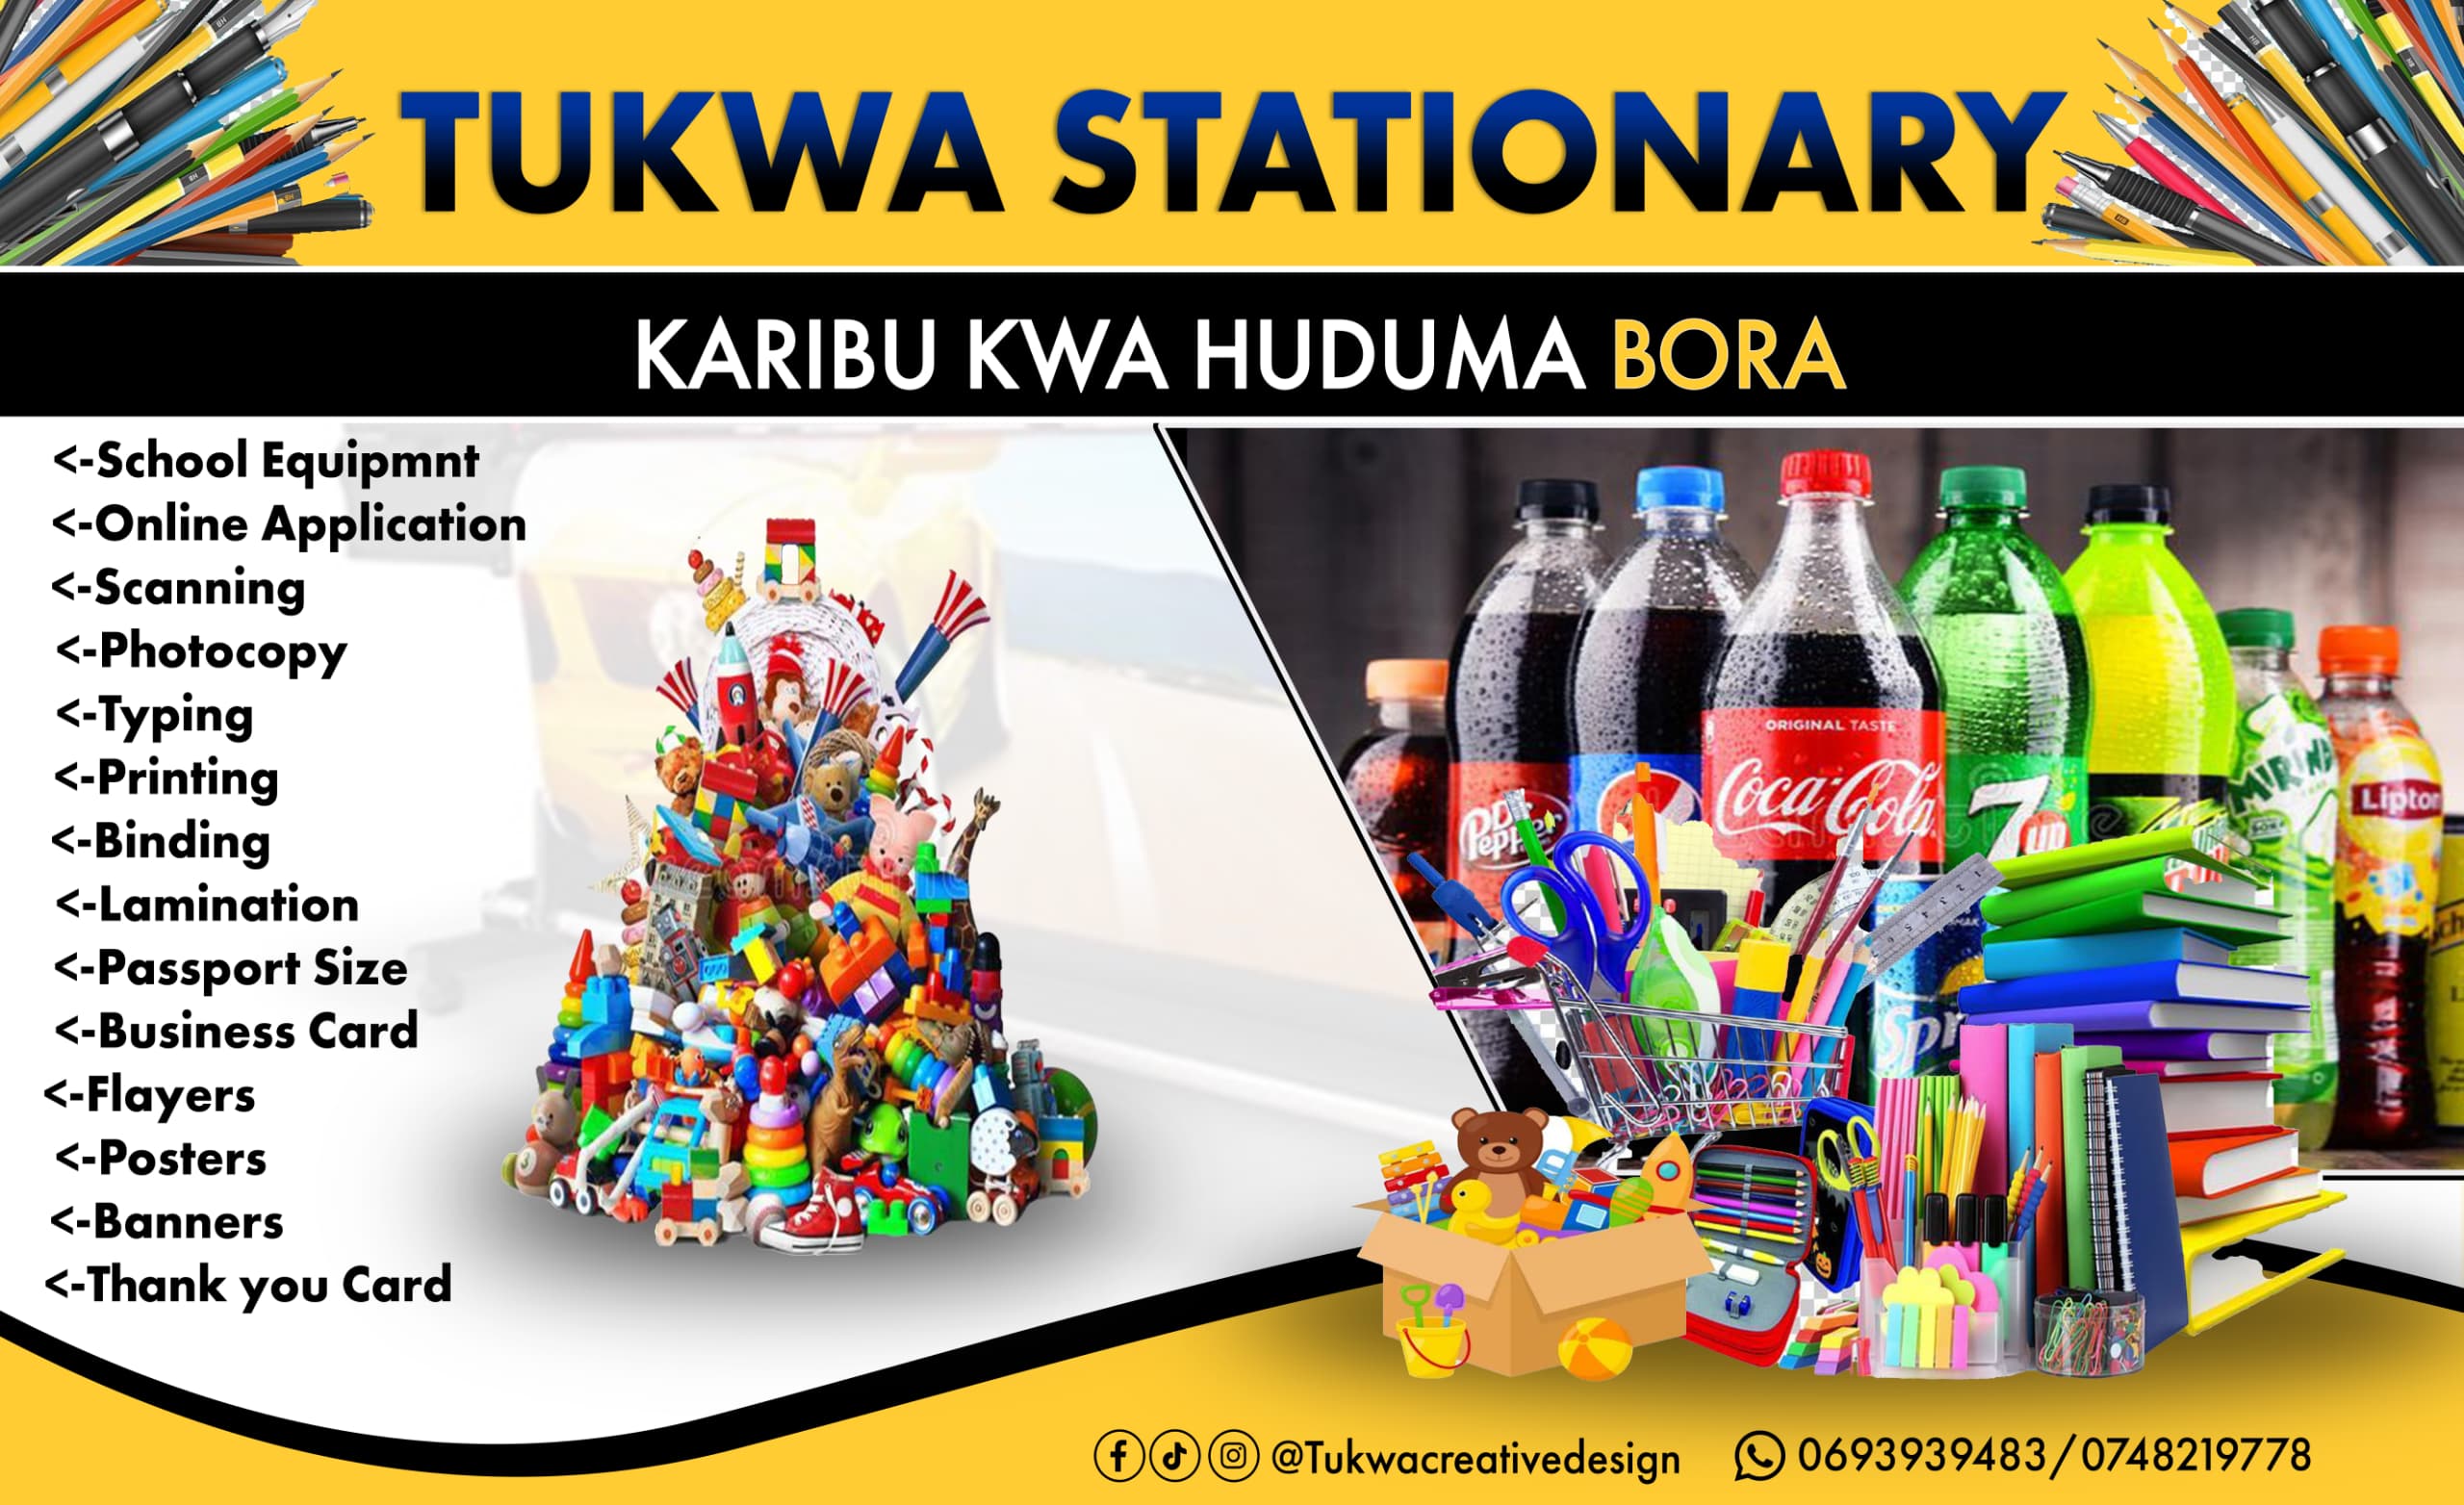 TUKWA STATIONARY
KARIBU KWA HUDUMA BORA
<-School Equipmnt
<-Online Application
<-Scanning
<-Photocopy
<-Typing
<-Printing
<-Binding
<-Lamination
<-Passport Size
<-Business Card
<-Flayers
<-Posters
<-Banners
<-Thank you Card
ORIGINAL TASTE
Coca-Cola
Dr Pepper
7up
Lipton
@Tukwacreativedesign
0693939483/0748219778